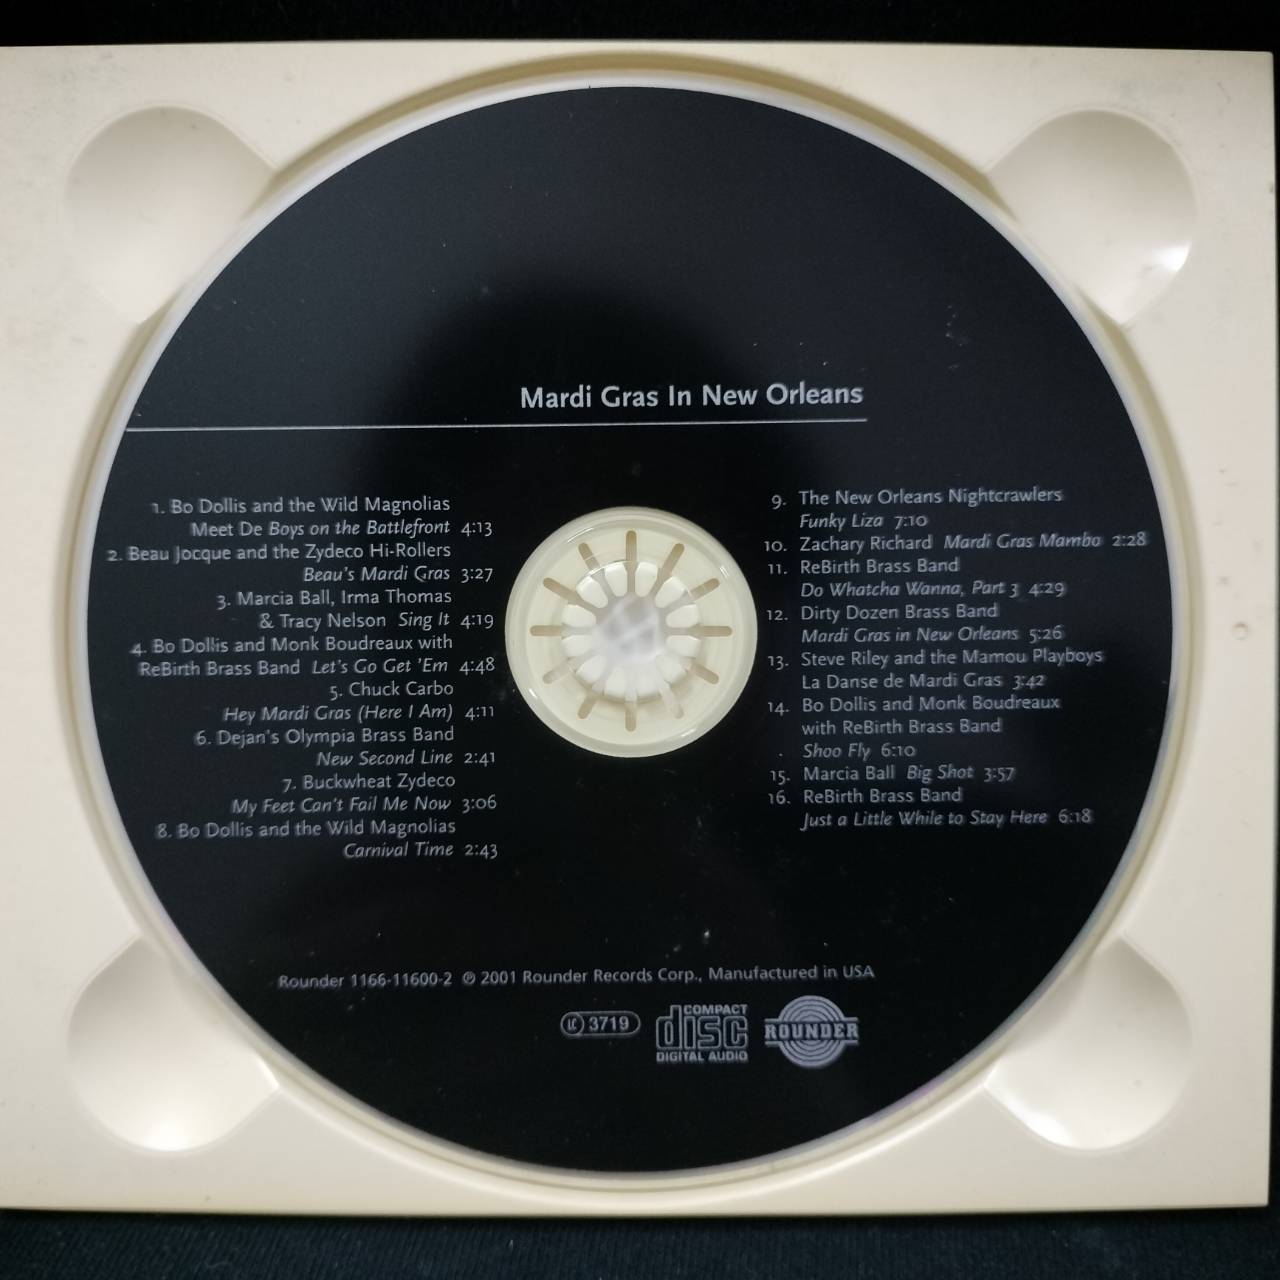 Mardi Gras In New Orleans
1. Bo Dollis and the Wild Magnolias
Meet De Boys on the Battlefront 4:13
2. Beau Jocque and the Zydeco Hi-Rollers
Beau's Mardi Gras 3:27
3. Marcia Ball, Irma Thomas
& Tracy Nelson Sing It 4:19
4. Bo Dollis and Monk Boudreaux with
ReBirth Brass Band Let's Go Get 'Em 4:48
5. Chuck Carbo
Hey Mardi Gras (Here I Am) 4:11
6. Dejan's Olympia Brass Band
New Second Line 2:41
7. Buckwheat Zydeco
My Feet Can't Fail Me Now 3:06
8. Bo Dollis and the Wild Magnolias
Carnival Time 2:43
9. The New Orleans Nightcrawlers
Funky Liza 7:10
10. Zachary Richard Mardi Gras Mambo 2:28
11. ReBirth Brass Band
Do Whatcha Wanna, Part 3 4:29
12. Dirty Dozen Brass Band
Mardi Gras in New Orleans 5:26
13. Steve Riley and the Mamou Playboys
La Danse de Mardi Gras 3:42
14. Bo Dollis and Monk Boudreaux
with ReBirth Brass Band
Shoo Fly 6:10
15. Marcia Ball Big Shot 3:57
16. ReBirth Brass Band
Just a Little While to Stay Here 6:18
Rounder 1166-11600-2 ℗ 2001 Rounder Records Corp., Manufactured in USA
LC 3719
COMPACT
disc
DIGITAL AUDIO
ROUNDER